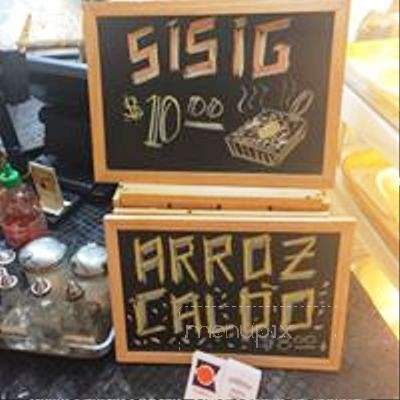 SISIG
$10.00
ARROZ
CALDO
menupix